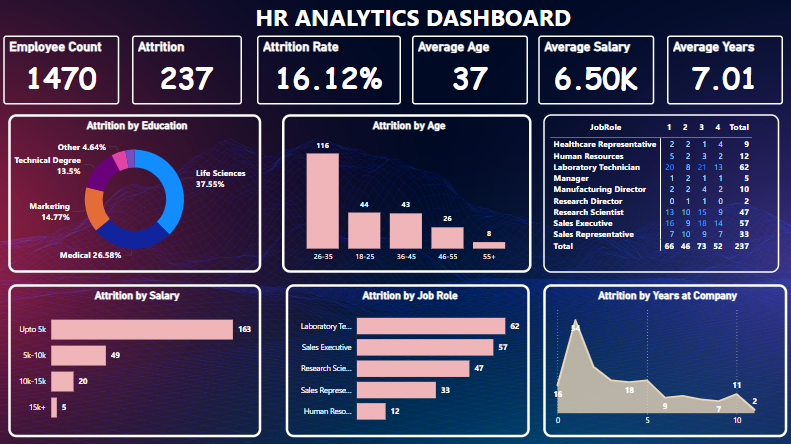 HR ANALYTICS DASHBOARD
Employee Count
1470
Attrition
237
Attrition Rate
16.12%
Average Age
37
Average Salary
6.50K
Average Years
7.01
Attrition by Education
Other 4.64%
Technical Degree
13.5%
Marketing
14.77%
Medical 26.58%
Life Sciences
37.55%
Attrition by Age
116
44
43
26
8
26-35 18-25 36-45 46-55 55+
JobRole 1 2 3 4 Total
Healthcare Representative 2 2 1 4 9
Human Resources 5 2 3 2 12
Laboratory Technician 20 8 21 13 62
Manager 1 2 1 1 5
Manufacturing Director 2 2 4 2 10
Research Director 0 1 1 0 2
Research Scientist 13 10 15 9 47
Sales Executive 16 9 18 14 57
Sales Representative 7 10 9 7 33
Total 66 46 73 52 237
Attrition by Salary
Upto 5k 163
5k-10k 49
10k-15k 20
15k+ 5
Attrition by Job Role
Laboratory Te... 62
Sales Executive 57
Research Scie... 47
Sales Represe... 33
Human Reso... 12
Attrition by Years at Company
16
18
9
7
11
2
0 5 10